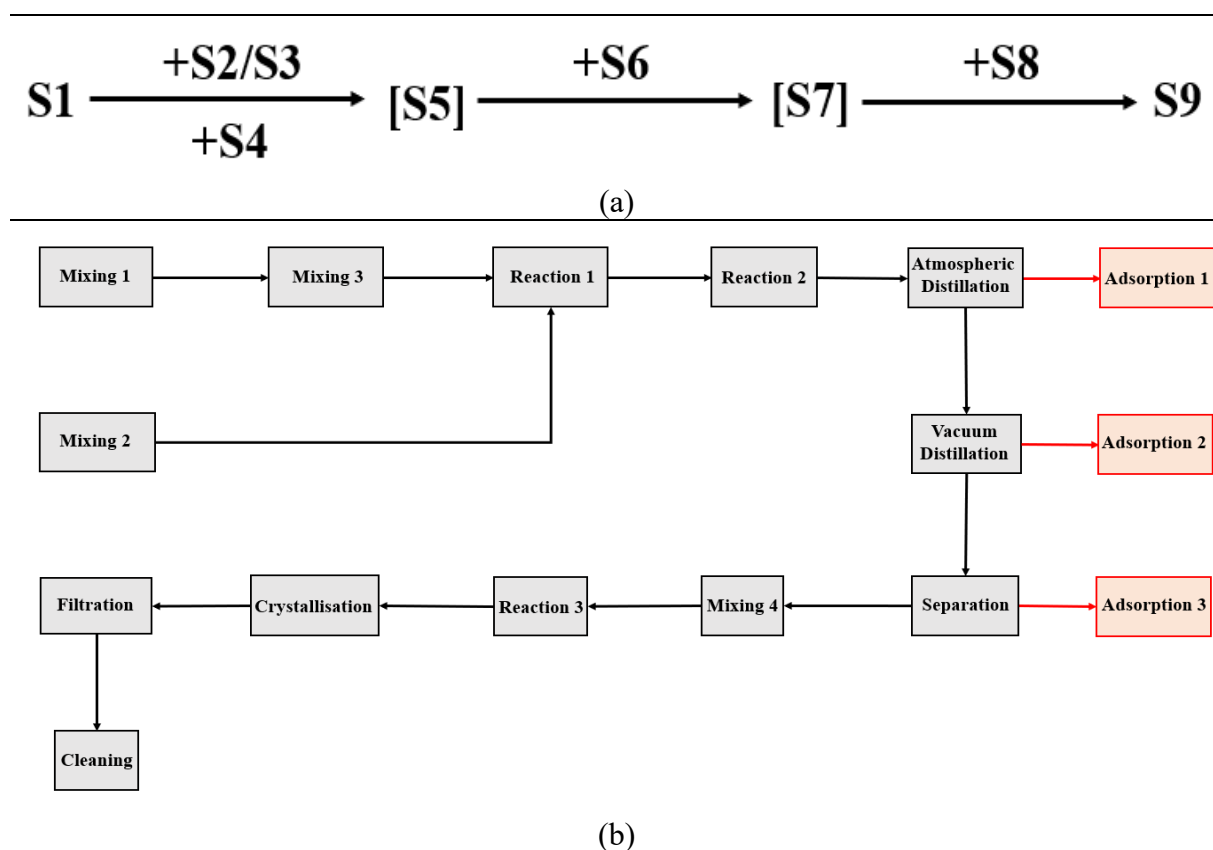 +S2/S3 +S6 +S8
S1 [S5] [S7] S9
+S4
(a)
Mixing 1 Mixing 3 Reaction 1 Reaction 2 Atmospheric Distillation Adsorption 1
Mixing 2 Vacuum Distillation Adsorption 2
Filtration Crystallisation Reaction 3 Mixing 4 Separation Adsorption 3
Cleaning
(b)